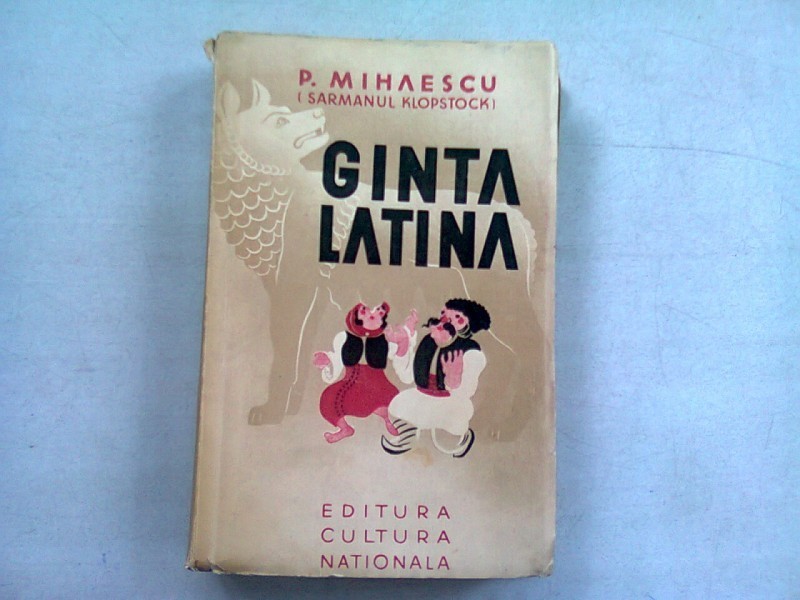 P. MIHAESCU
(SARMANUL KLOPSTOCK)
GINTA
LATINA
EDITURA
CULTURA
NATIONALA